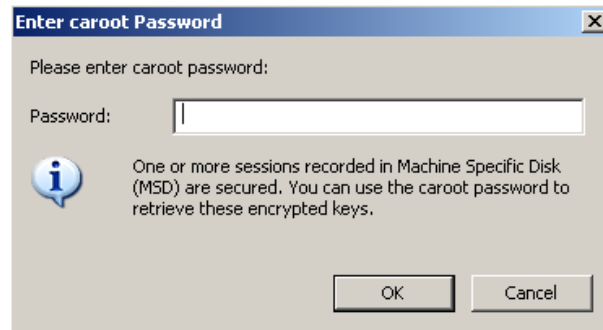 Enter caroot Password
Please enter caroot password:
Password:
One or more sessions recorded in Machine Specific Disk
(MSD) are secured. You can use the caroot password to
retrieve these encrypted keys.
OK Cancel